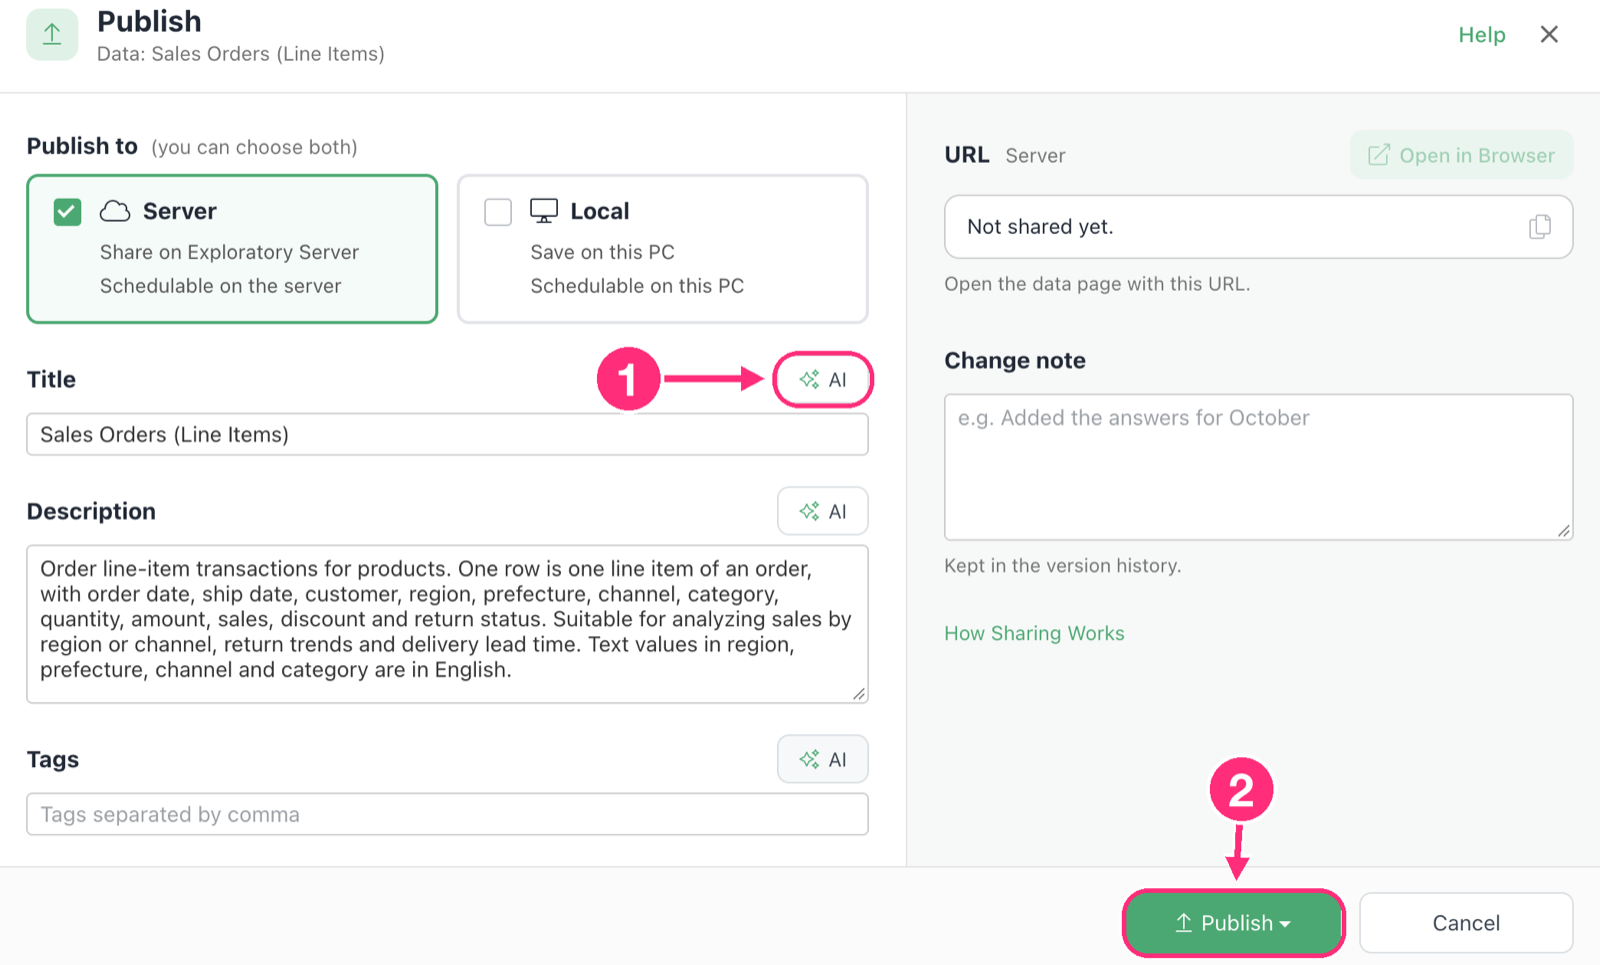 Publish
Data: Sales Orders (Line Items)
Help
Publish to (you can choose both)
Server
Share on Exploratory Server
Schedulable on the server
Local
Save on this PC
Schedulable on this PC
Title
1
AI
Sales Orders (Line Items)
Description
AI
Order line-item transactions for products. One row is one line item of an order,
with order date, ship date, customer, region, prefecture, channel, category,
quantity, amount, sales, discount and return status. Suitable for analyzing sales by
region or channel, return trends and delivery lead time. Text values in region,
prefecture, channel and category are in English.
Tags
AI
Tags separated by comma
URL Server
Open in Browser
Not shared yet.
Open the data page with this URL.
Change note
e.g. Added the answers for October
Kept in the version history.
How Sharing Works
2
Publish
Cancel